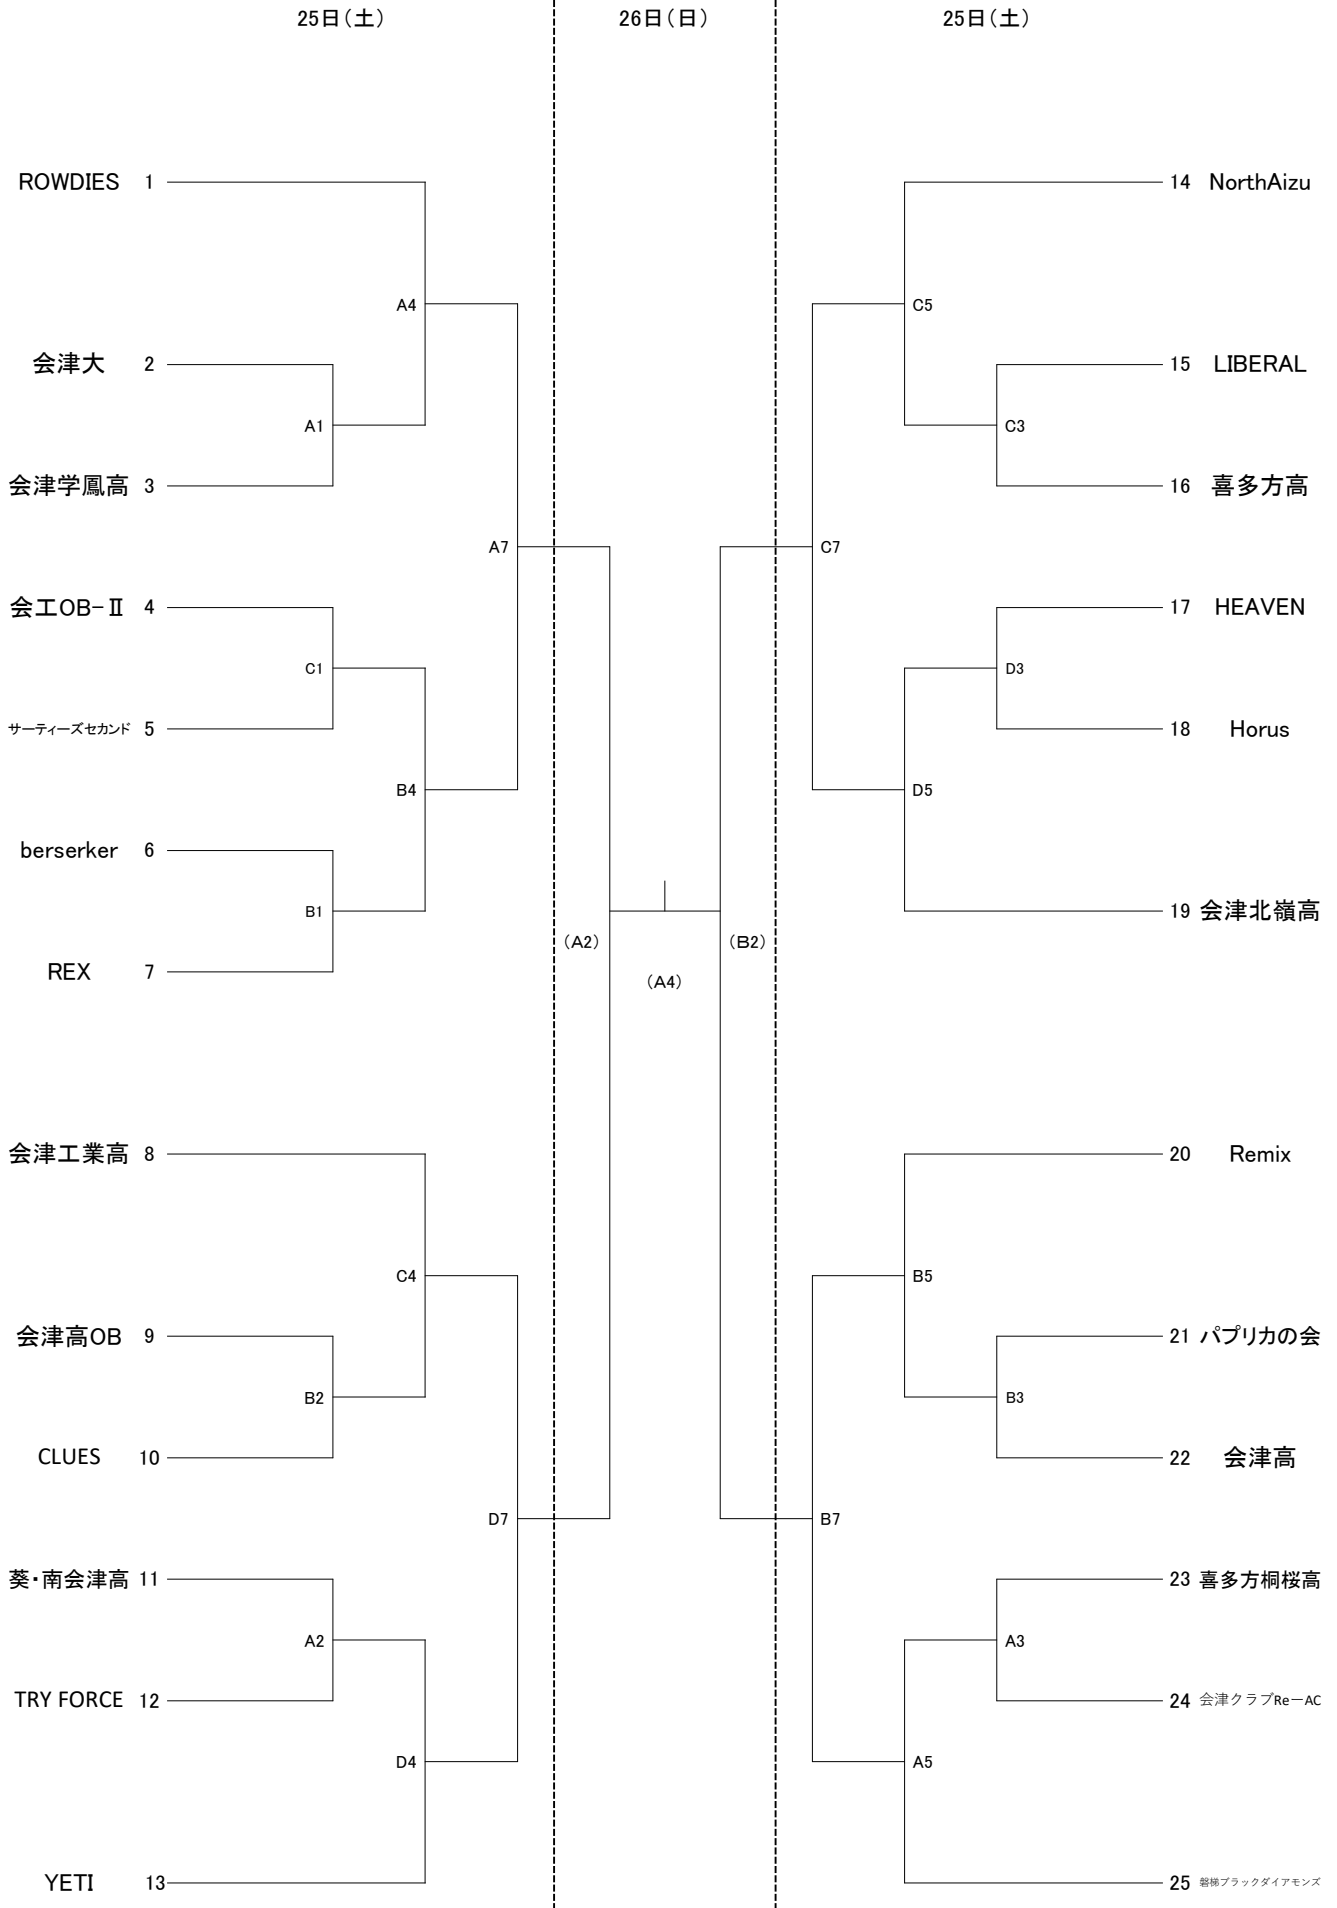 25日(土) 26日(日) 25日(土)
ROWDIES 1
会津大 2
会津学鳳高 3
会工OB-Ⅱ 4
サーティーズセカンド 5
berserker 6
REX 7
会津工業高 8
会津高OB 9
CLUES 10
葵・南会津高 11
TRY FORCE 12
YETI 13
A4
A1
A7
C1
B4
B1
C4
B2
D7
A2
D4
(A2)
(A4)
(B2)
C5
C3
C7
D3
D5
B5
B3
B7
A3
A5
14 NorthAizu
15 LIBERAL
16 喜多方高
17 HEAVEN
18 Horus
19 会津北嶺高
20 Remix
21 パプリカの会
22 会津高
23 喜多方桐桜高
24 会津クラブRe-AC
25 磐梯ブラックダイアモンズ